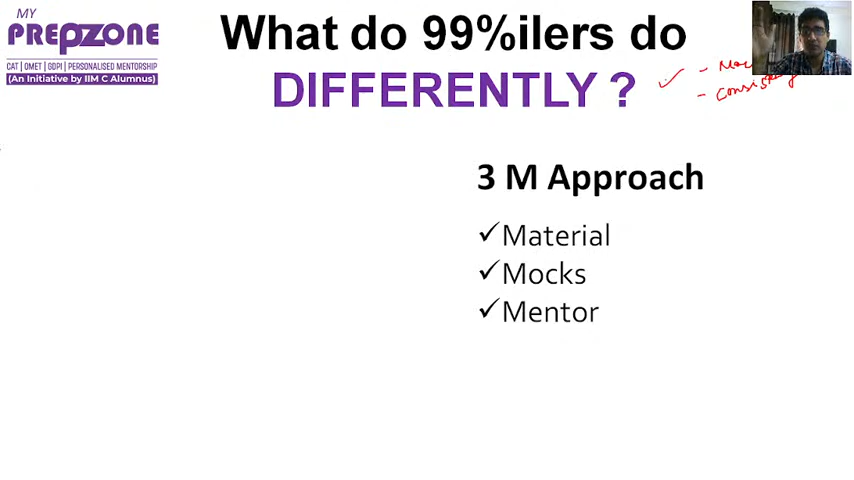 MY
PREPZONE
CAT | OMET | GDPI | PERSONALISED MENTORSHIP
(An Initiative by IIM C Alumnus)
What do 99%ilers do
DIFFERENTLY ?
3 M Approach
✓Material
✓Mocks
✓Mentor